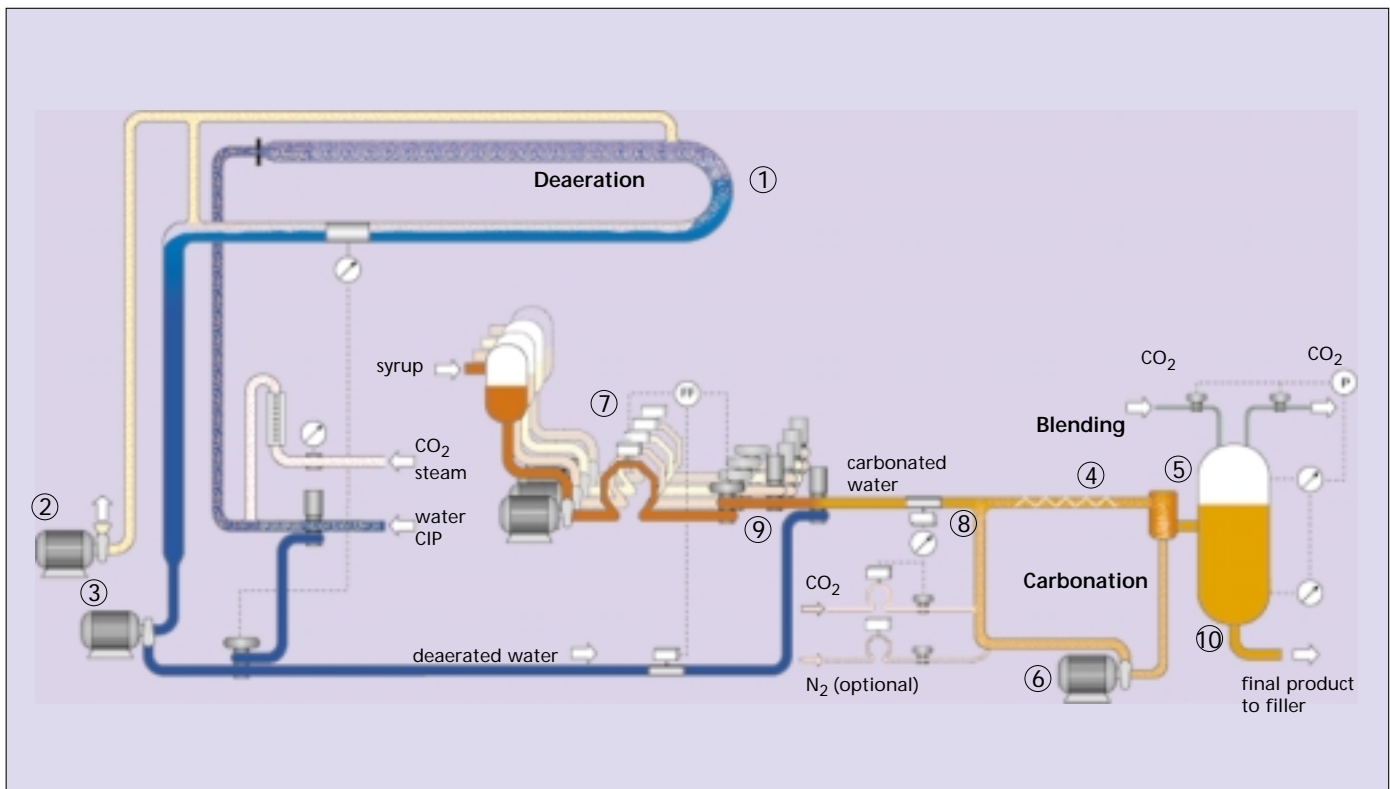 Deaeration
①
syrup
⑦
FF
CO₂
CO₂
P
Blending
④
⑤
carbonated
water
CO₂
steam
②
water
CIP
⑨
⑧
③
CO₂
Carbonation
deaerated water
⑩
N₂ (optional)
⑥
final product
to filler